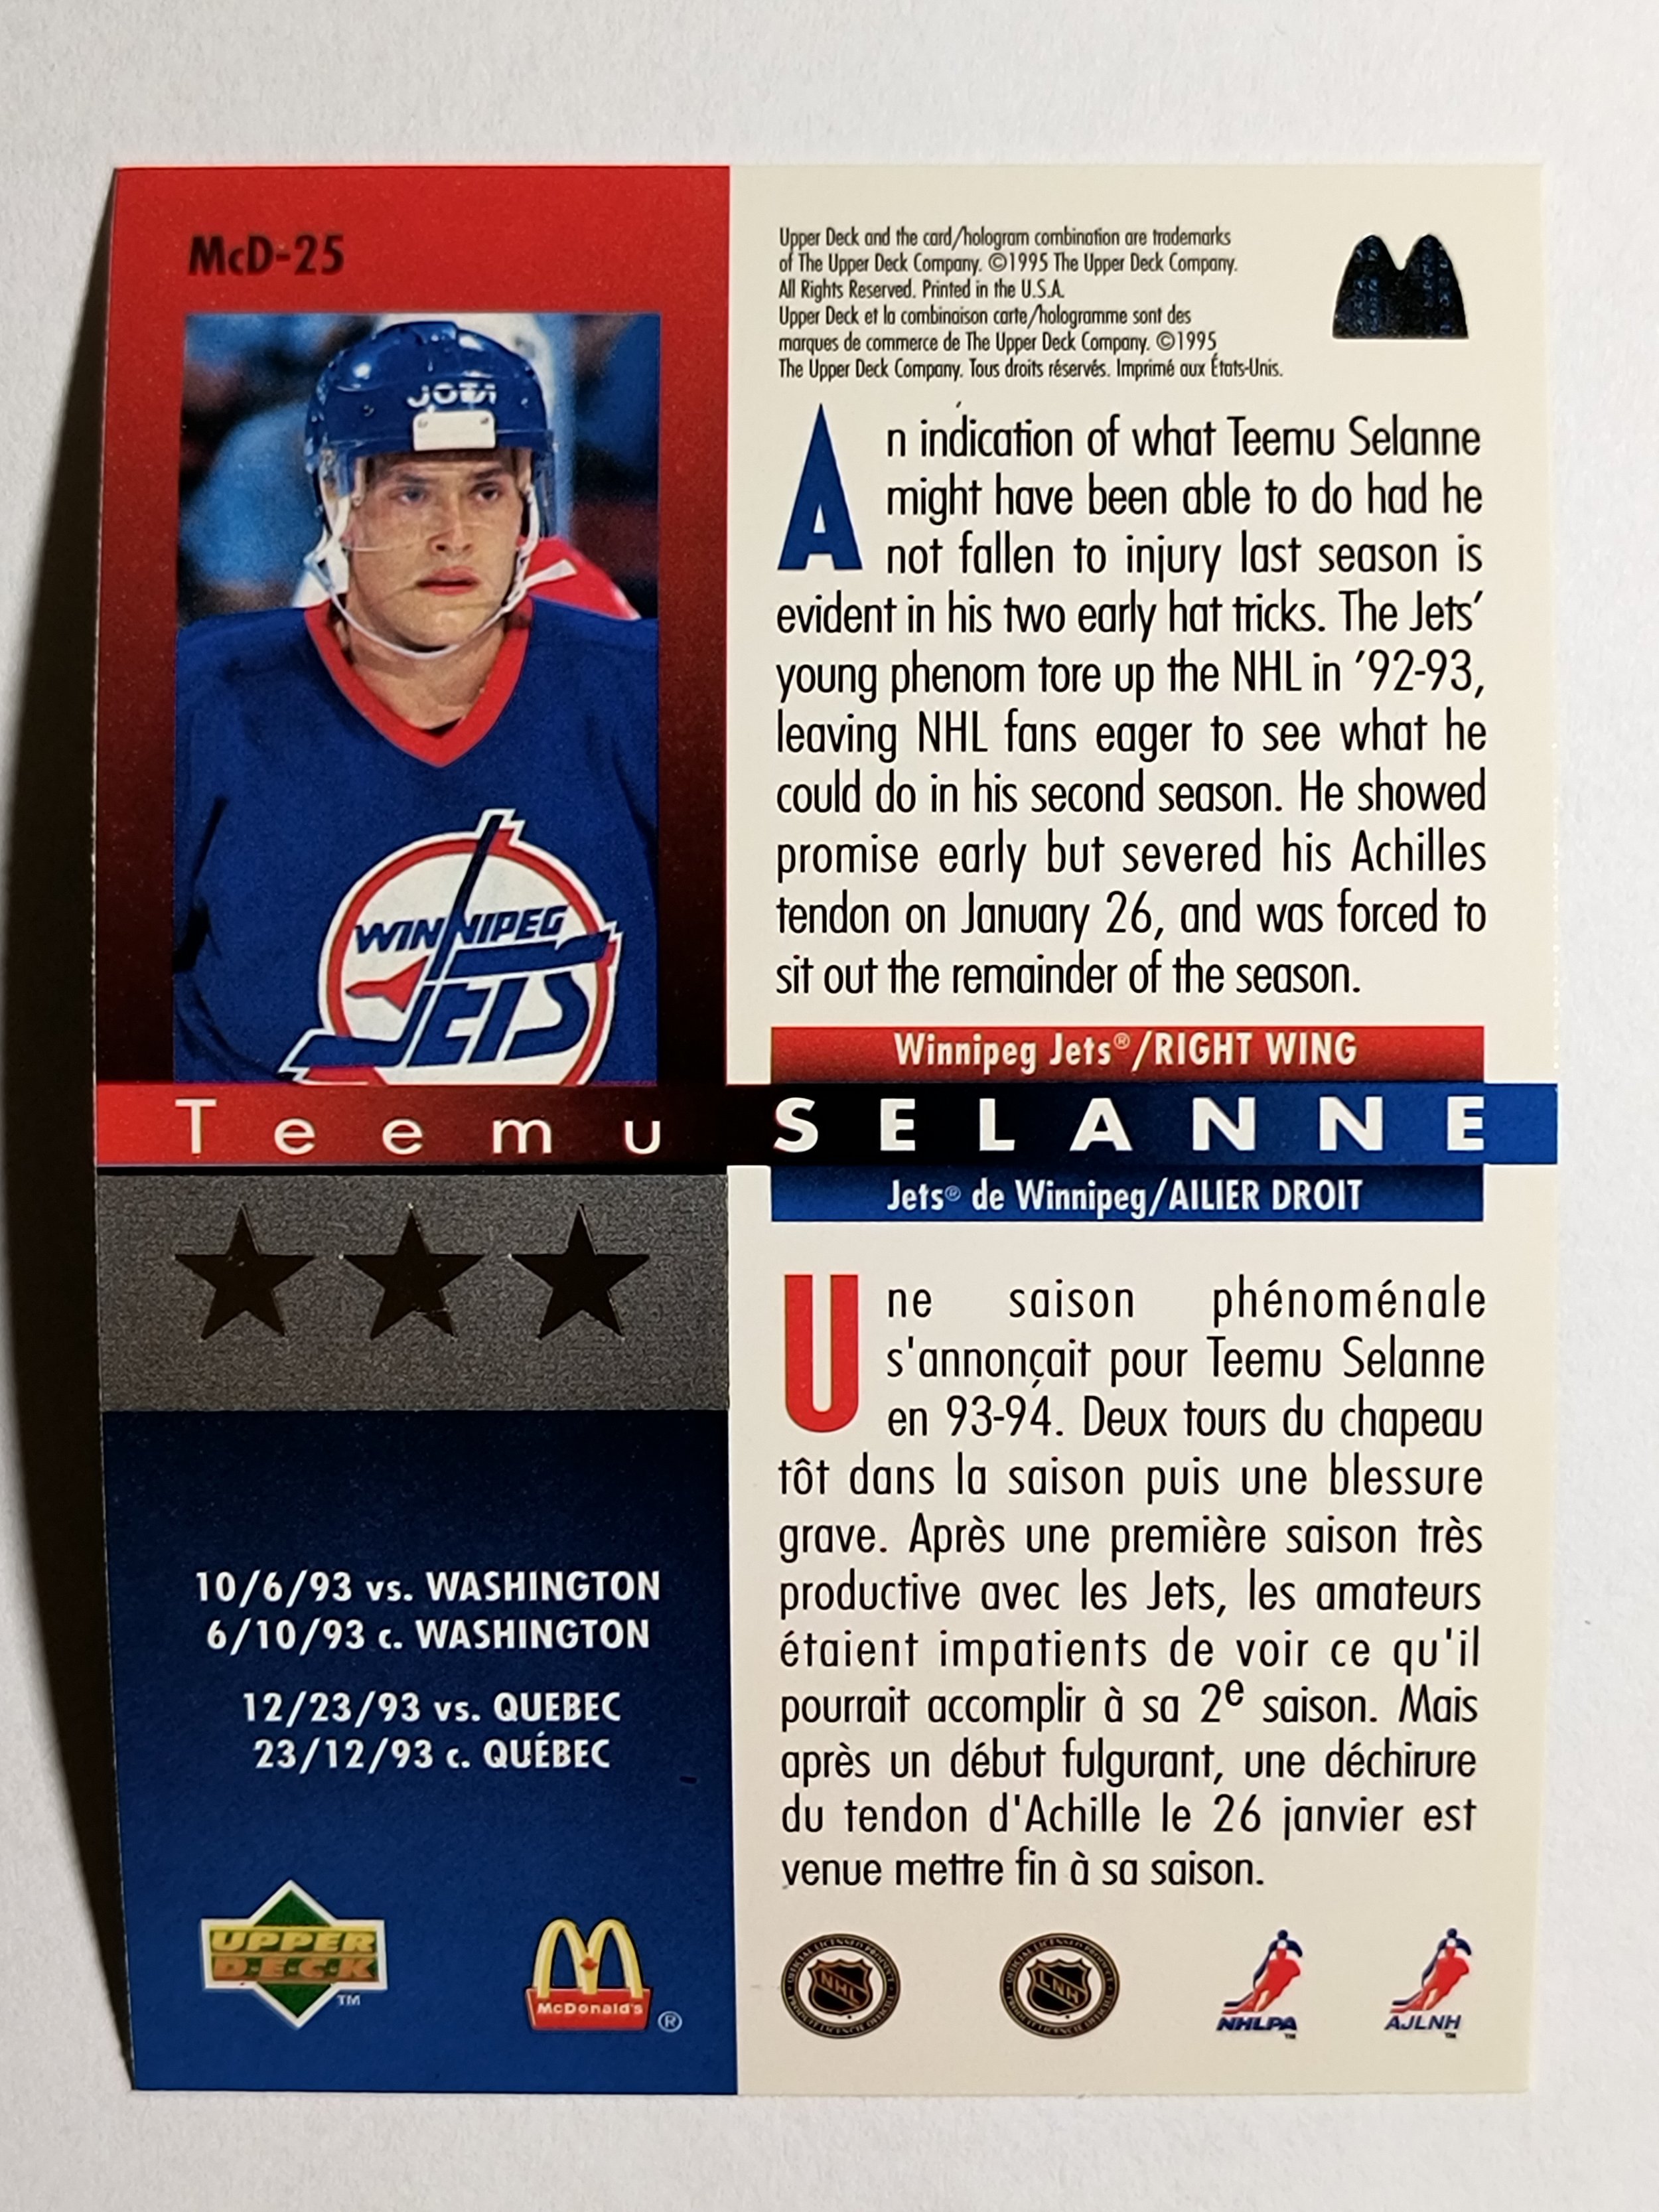 McD-25
JOFA
WINNIPEG
JETS
Upper Deck and the card/hologram combination are trademarks
of The Upper Deck Company. ©1995 The Upper Deck Company.
All Rights Reserved. Printed in the U.S.A.
Upper Deck et la combinaison carte/hologramme sont des
marques de commerce de The Upper Deck Company. ©1995
The Upper Deck Company. Tous droits réservés. Imprimé aux États-Unis.
An indication of what Teemu Selanne
might have been able to do had he
not fallen to injury last season is
evident in his two early hat tricks. The Jets'
young phenom tore up the NHL in '92-93,
leaving NHL fans eager to see what he
could do in his second season. He showed
promise early but severed his Achilles
tendon on January 26, and was forced to
sit out the remainder of the season.
Winnipeg Jets®/RIGHT WING
Teemu SELANNE
Jets® de Winnipeg/AILIER DROIT
Une saison phénoménale
s'annonçait pour Teemu Selanne
en 93-94. Deux tours du chapeau
tôt dans la saison puis une blessure
grave. Après une première saison très
productive avec les Jets, les amateurs
étaient impatients de voir ce qu'il
pourrait accomplir à sa 2e saison. Mais
après un début fulgurant, une déchirure
du tendon d'Achille le 26 janvier est
venue mettre fin à sa saison.
10/6/93 vs. WASHINGTON
6/10/93 c. WASHINGTON
12/23/93 vs. QUEBEC
23/12/93 c. QUÉBEC
UPPER
D·E·C·K
TM
McDonald's
®
NHL
LNH
NHLPA
TM
AJLNH
TM